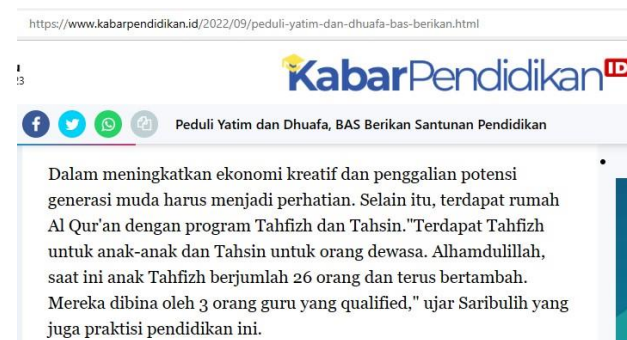 https://www.kabarpendidikan.id/2022/09/peduli-yatim-dan-dhuafa-bas-berikan.html
23
KabarPendidikan ID
Peduli Yatim dan Dhuafa, BAS Berikan Santunan Pendidikan
Dalam meningkatkan ekonomi kreatif dan penggalian potensi
generasi muda harus menjadi perhatian. Selain itu, terdapat rumah
Al Qur'an dengan program Tahfizh dan Tahsin."Terdapat Tahfizh
untuk anak-anak dan Tahsin untuk orang dewasa. Alhamdulillah,
saat ini anak Tahfizh berjumlah 26 orang dan terus bertambah.
Mereka dibina oleh 3 orang guru yang qualified," ujar Saribulih yang
juga praktisi pendidikan ini.